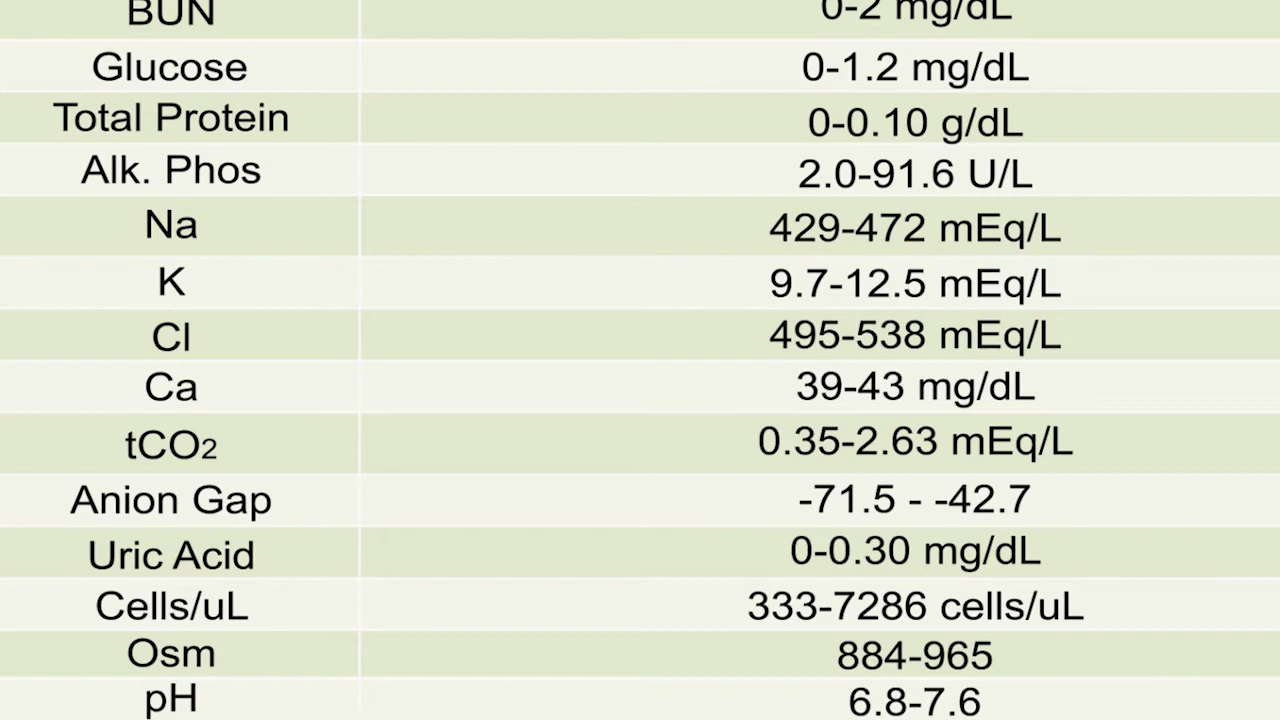 BUN 0-2 mg/dL
Glucose 0-1.2 mg/dL
Total Protein 0-0.10 g/dL
Alk. Phos 2.0-91.6 U/L
Na 429-472 mEq/L
K 9.7-12.5 mEq/L
Cl 495-538 mEq/L
Ca 39-43 mg/dL
tCO2 0.35-2.63 mEq/L
Anion Gap -71.5 - -42.7
Uric Acid 0-0.30 mg/dL
Cells/uL 333-7286 cells/uL
Osm 884-965
pH 6.8-7.6